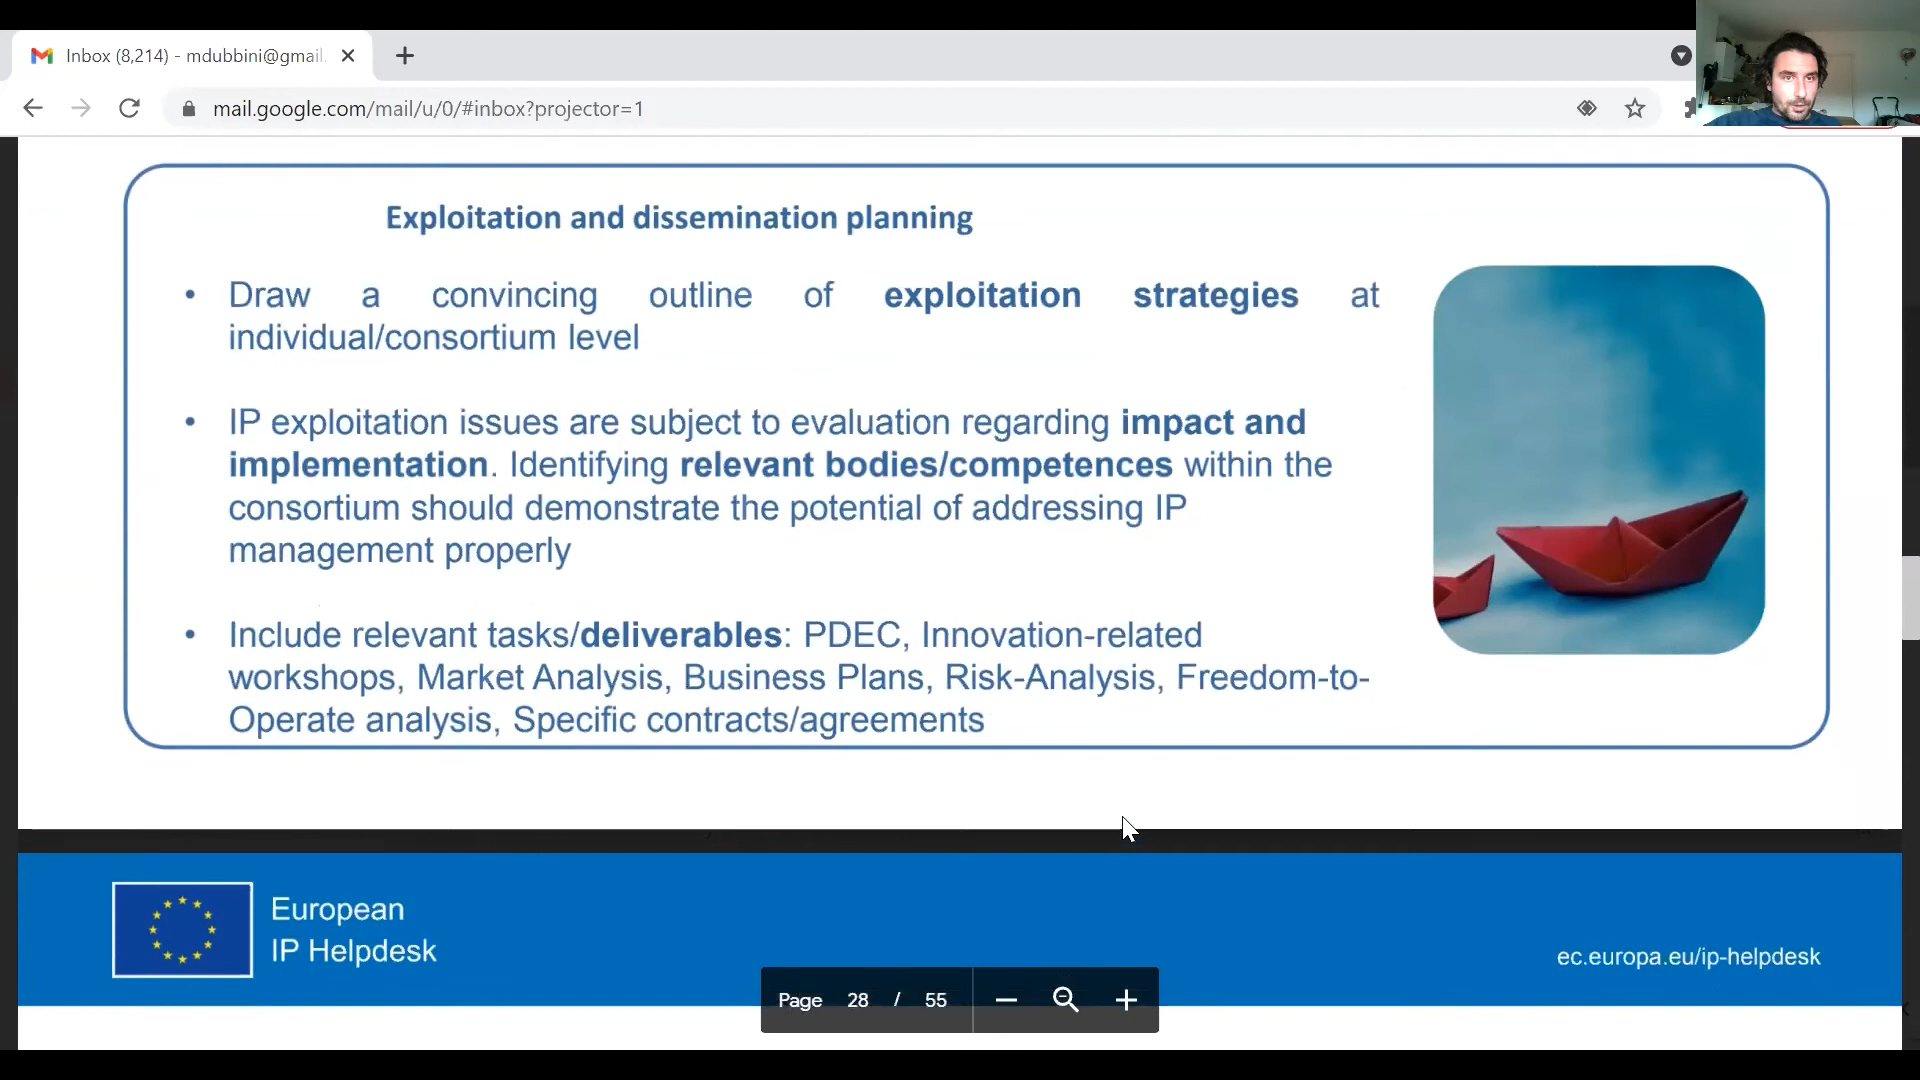 Inbox (8,214) - mdubbini@gmail.
mail.google.com/mail/u/0/#inbox?projector=1
Exploitation and dissemination planning
• Draw a convincing outline of exploitation strategies at
individual/consortium level
• IP exploitation issues are subject to evaluation regarding impact and
implementation. Identifying relevant bodies/competences within the
consortium should demonstrate the potential of addressing IP
management properly
• Include relevant tasks/deliverables: PDEC, Innovation-related
workshops, Market Analysis, Business Plans, Risk-Analysis, Freedom-to-
Operate analysis, Specific contracts/agreements
European
IP Helpdesk
ec.europa.eu/ip-helpdesk
Page 28 / 55